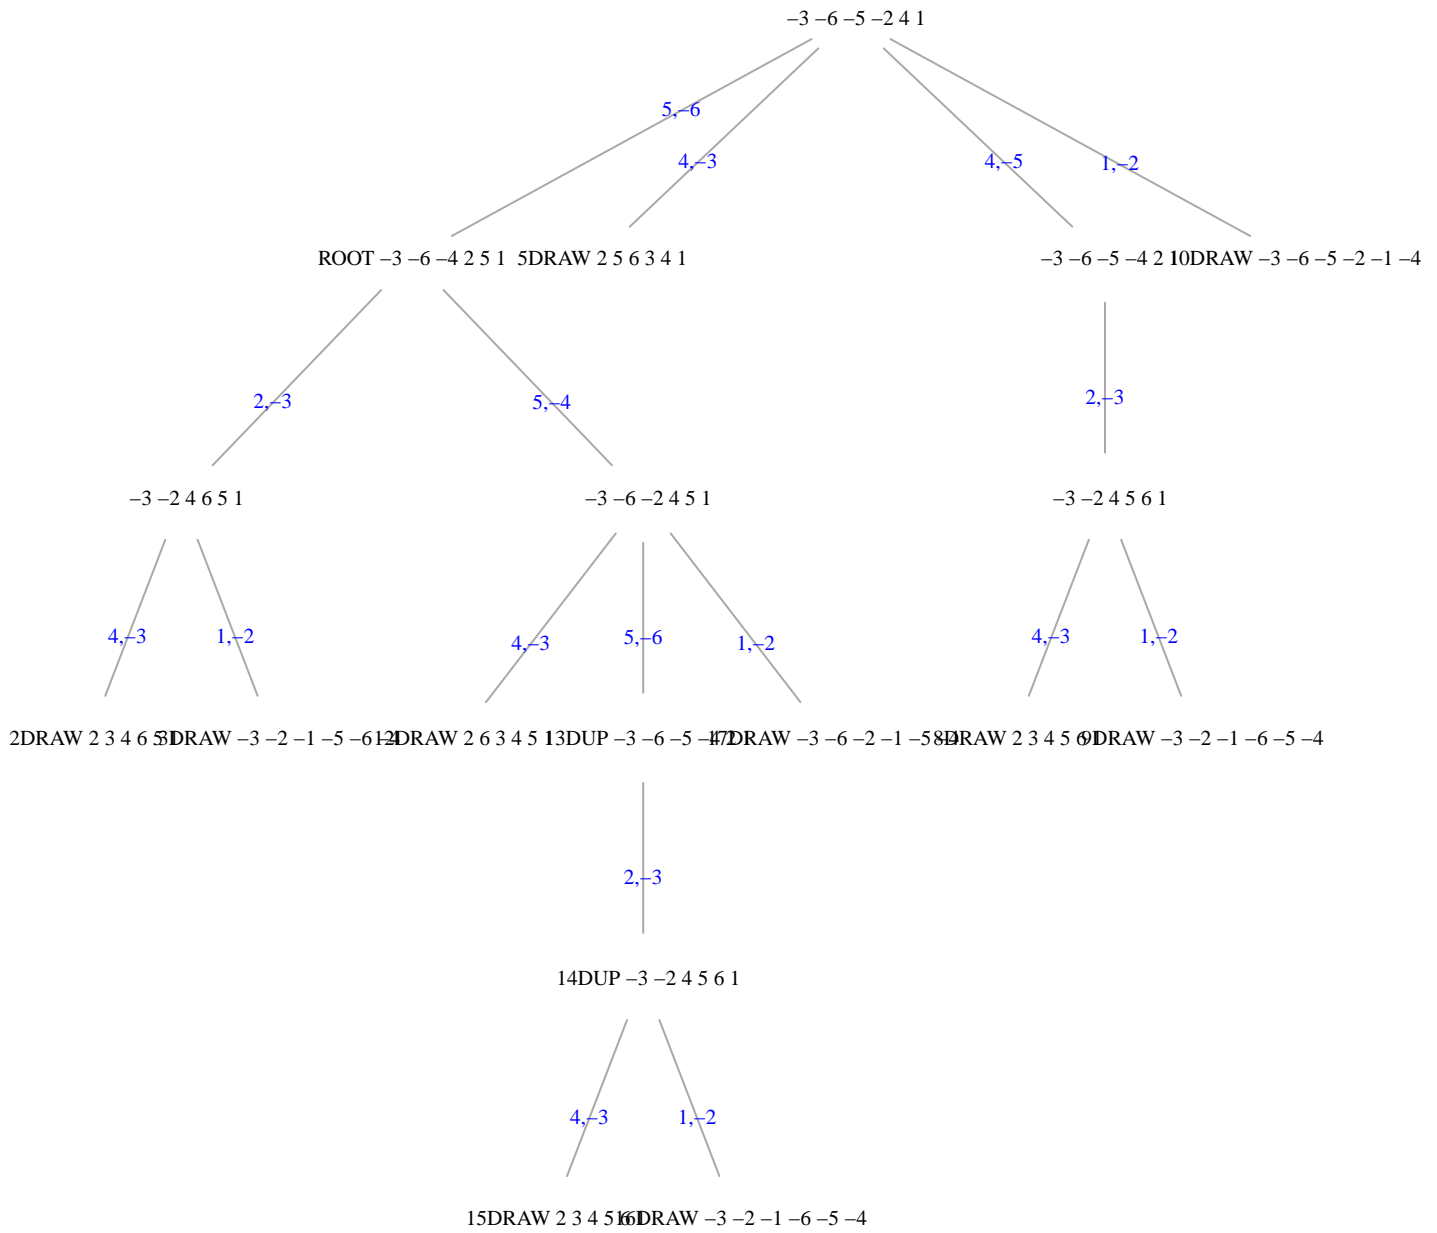 –3 –6 –5 –2 4 1
5,–6
4,–3
4,–5
1,–2
ROOT –3 –6 –4 2 5 1
5DRAW 2 5 6 3 4 1
–3 –6 –5 –4 2 1
10DRAW –3 –6 –5 –2 –1 –4
2,–3
5,–4
2,–3
–3 –2 4 6 5 1
–3 –6 –2 4 5 1
–3 –2 4 5 6 1
4,–3
1,–2
4,–3
5,–6
1,–2
4,–3
1,–2
2DRAW 2 3 4 6 5 1
3DRAW –3 –2 –1 –5 –6 –4
12DRAW 2 6 3 4 5 1
13DUP –3 –6 –5 –4 2 1
17DRAW –3 –6 –2 –1 –5 –4
8DRAW 2 3 4 5 6 1
9DRAW –3 –2 –1 –6 –5 –4
2,–3
14DUP –3 –2 4 5 6 1
4,–3
1,–2
15DRAW 2 3 4 5 6 1
16DRAW –3 –2 –1 –6 –5 –4